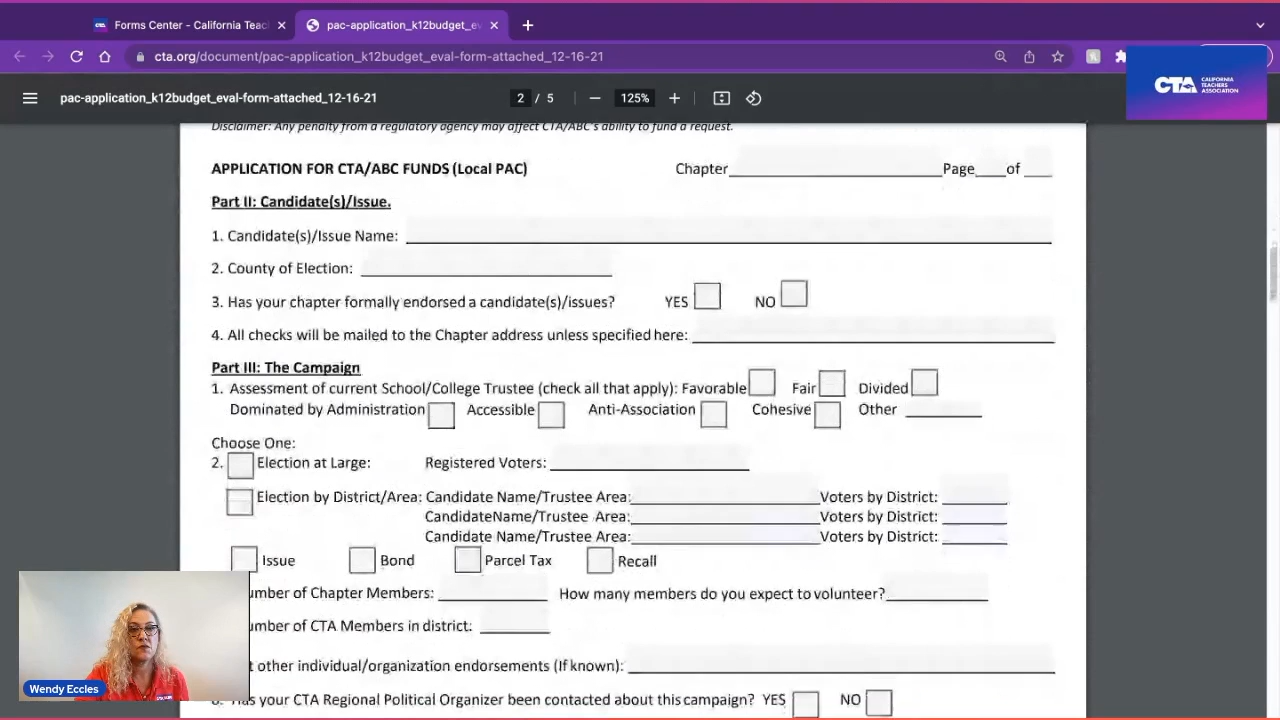 Forms Center - California Teac
pac-application_k12budget_ev
cta.org/document/pac-application_k12budget_eval-form-attached_12-16-21
CTA CALIFORNIA TEACHERS ASSOCIATION
pac-application_k12budget_eval-form-attached_12-16-21
2 / 5
125%
Disclaimer: Any penalty from a regulatory agency may affect CTA/ABC's ability to fund a request.
APPLICATION FOR CTA/ABC FUNDS (Local PAC) Chapter Page of
Part II: Candidate(s)/Issue.
1. Candidate(s)/Issue Name:
2. County of Election:
3. Has your chapter formally endorsed a candidate(s)/issues? YES NO
4. All checks will be mailed to the Chapter address unless specified here:
Part III: The Campaign
1. Assessment of current School/College Trustee (check all that apply): Favorable Fair Divided
Dominated by Administration Accessible Anti-Association Cohesive Other
Choose One:
2. Election at Large: Registered Voters:
Election by District/Area: Candidate Name/Trustee Area: Voters by District:
CandidateName/Trustee Area: Voters by District:
Candidate Name/Trustee Area: Voters by District:
Issue Bond Parcel Tax Recall
umber of Chapter Members: How many members do you expect to volunteer?
umber of CTA Members in district:
t other individual/organization endorsements (If known):
as your CTA Regional Political Organizer been contacted about this campaign? YES NO
Wendy Eccles